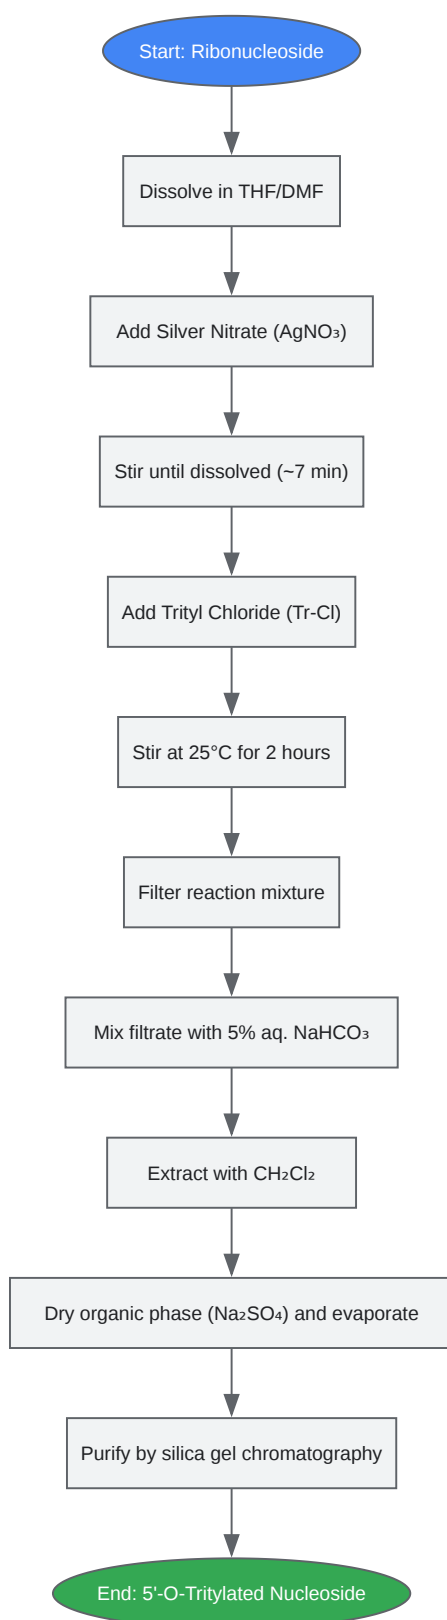 Start: Ribonucleoside
Dissolve in THF/DMF
Add Silver Nitrate (AgNO₃)
Stir until dissolved (~7 min)
Add Trityl Chloride (Tr-Cl)
Stir at 25°C for 2 hours
Filter reaction mixture
Mix filtrate with 5% aq. NaHCO₃
Extract with CH₂Cl₂
Dry organic phase (Na₂SO₄) and evaporate
Purify by silica gel chromatography
End: 5'-O-Tritylated Nucleoside